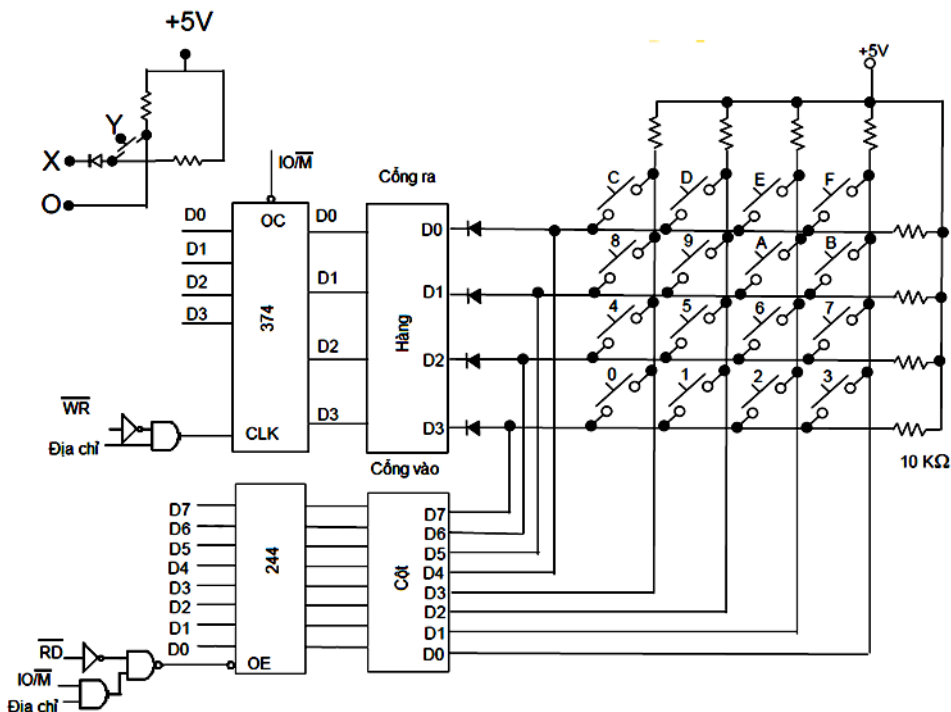 +5V
Y
X
O
IO/M̅
D0
D1
D2
D3
OC
374
CLK
W̅R̅
Địa chỉ
D0
D1
D2
D3
Cổng ra
Hàng
D0
D1
D2
D3
Cổng vào
+5V
C D E F
8 9 A B
4 5 6 7
0 1 2 3
10 KΩ
D7
D6
D5
D4
D3
D2
D1
D0
244
OE
R̅D̅
IO/M̅
Địa chỉ
Cột
D7
D6
D5
D4
D3
D2
D1
D0